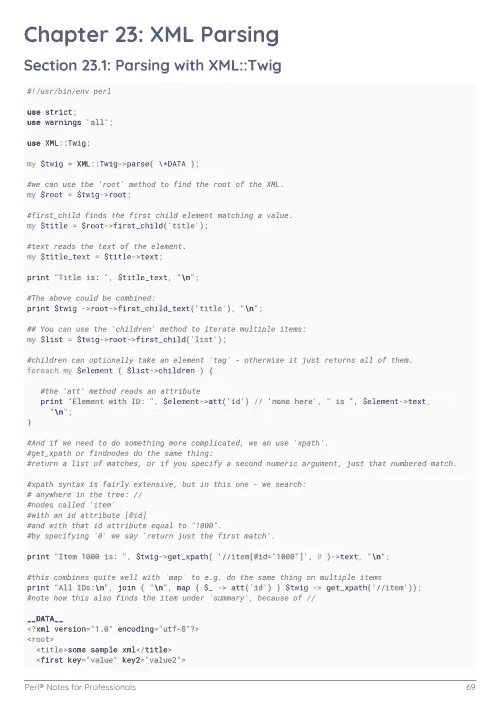 Chapter 23: XML Parsing
Section 23.1: Parsing with XML::Twig
#!/usr/bin/env perl
use strict;
use warnings 'all';
use XML::Twig;
my $twig = XML::Twig->parse( \*DATA );
#we can use the 'root' method to find the root of the XML.
my $root = $twig->root;
#first_child finds the first child element matching a value.
my $title = $root->first_child('title');
#text reads the text of the element.
my $title_text = $title->text;
print "Title is: ", $title_text, "\n";
#The above could be combined:
print $twig ->root->first_child_text('title'), "\n";
## You can use the 'children' method to iterate multiple items:
my $list = $twig->root->first_child('list');
#children can optionally take an element 'tag' - otherwise it just returns all of them.
foreach my $element ( $list->children ) {
   #the 'att' method reads an attribute
   print "Element with ID: ", $element->att('id') // 'none here', " is ", $element->text,
     "\n";
}
#And if we need to do something more complicated, we an use 'xpath'.
#get_xpath or findnodes do the same thing:
#return a list of matches, or if you specify a second numeric argument, just that numbered match.
#xpath syntax is fairly extensive, but in this one - we search:
# anywhere in the tree: //
#nodes called 'item'
#with an id attribute [@id]
#and with that id attribute equal to "1000".
#by specifying '0' we say 'return just the first match'.
print "Item 1000 is: ", $twig->get_xpath( '//item[@id="1000"]', 0 )->text, "\n";
#this combines quite well with `map` to e.g. do the same thing on multiple items
print "All IDs:\n", join ( "\n", map { $_ -> att('id') } $twig -> get_xpath('//item'));
#note how this also finds the item under 'summary', because of //
__DATA__
<?xml version="1.0" encoding="utf-8"?>
<root>
  <title>some sample xml</title>
  <first key="value" key2="value2">
Perl® Notes for Professionals
69